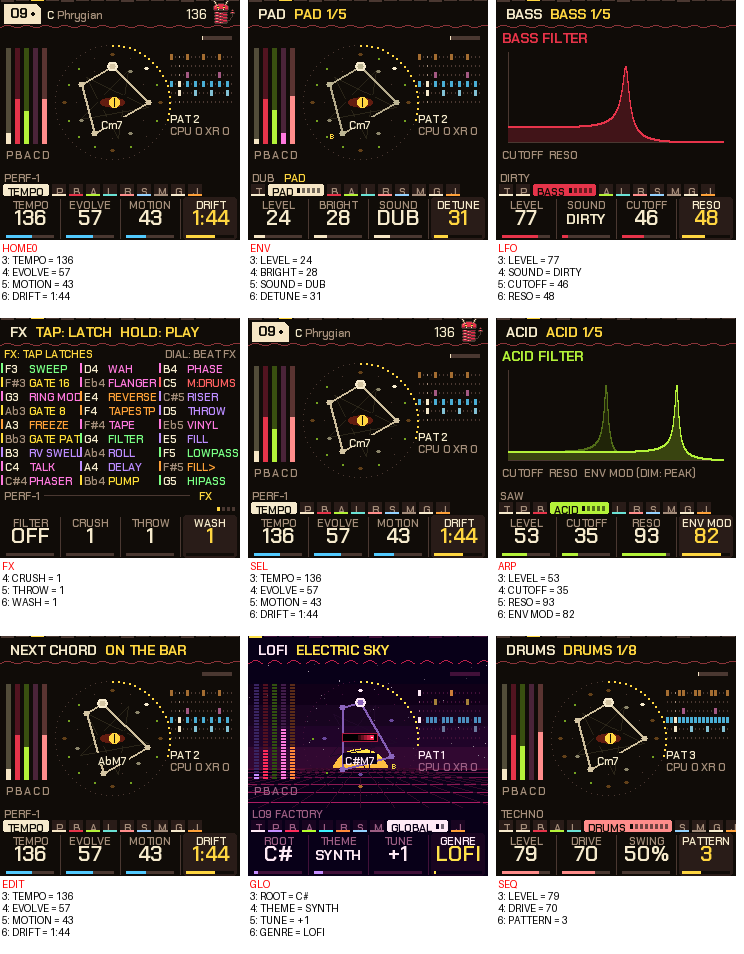 09 C Phrygian 136
Cm7
PAT 2
CPU 0 XR 0
P B A C D
PERF-1
TEMPO P B A L R S M G I
TEMPO EVOLVE MOTION DRIFT
136 57 43 1:44
HOME0
3: TEMPO = 136
4: EVOLVE = 57
5: MOTION = 43
6: DRIFT = 1:44
PAD PAD 1/5
Cm7
B
PAT 2
CPU 0 XR 0
P B A C D
DUB PAD
T PAD B A L R S M G I
LEVEL BRIGHT SOUND DETUNE
24 28 DUB 31
ENV
3: LEVEL = 24
4: BRIGHT = 28
5: SOUND = DUB
6: DETUNE = 31
BASS BASS 1/5
BASS FILTER
CUTOFF RESO
DIRTY
T P BASS A L R S M G I
LEVEL SOUND CUTOFF RESO
77 DIRTY 46 48
LFO
3: LEVEL = 77
4: SOUND = DIRTY
5: CUTOFF = 46
6: RESO = 48
FX TAP: LATCH HOLD: PLAY
FX: TAP LATCHES DIAL: BEAT FX
F3 SWEEP D4 WAH B4 PHASE
F#3 GATE 16 Eb4 FLANGER C5 M:DRUMS
G3 RING MOD E4 REVERSE C#5 RISER
Ab3 GATE 8 F4 TAPESTP D5 THROW
A3 FREEZE F#4 TAPE Eb5 VINYL
Bb3 GATE PAT G4 FILTER E5 FILL
B3 RV SWELL Ab4 ROLL F5 LOWPASS
C4 TALK A4 DELAY F#5 FILL>
C#4 PHASER Bb4 PUMP G5 HIPASS
PERF-1 FX
FILTER CRUSH THROW WASH
OFF 1 1 1
FX
4: CRUSH = 1
5: THROW = 1
6: WASH = 1
09 C Phrygian 136
Cm7
PAT 2
CPU 0 XR 0
P B A C D
PERF-1
TEMPO P B A L R S M G I
TEMPO EVOLVE MOTION DRIFT
136 57 43 1:44
SEL
3: TEMPO = 136
4: EVOLVE = 57
5: MOTION = 43
6: DRIFT = 1:44
ACID ACID 1/5
ACID FILTER
CUTOFF RESO ENV MOD (DIM: PEAK)
SAW
T P B ACID L R S M G I
LEVEL CUTOFF RESO ENV MOD
53 35 93 82
ARP
3: LEVEL = 53
4: CUTOFF = 35
5: RESO = 93
6: ENV MOD = 82
NEXT CHORD ON THE BAR
AbM7
PAT 2
CPU 0 XR 0
P B A C D
PERF-1
TEMPO P B A L R S M G I
TEMPO EVOLVE MOTION DRIFT
136 57 43 1:44
EDIT
3: TEMPO = 136
4: EVOLVE = 57
5: MOTION = 43
6: DRIFT = 1:44
LOFI ELECTRIC SKY
C#M7
B
PAT 1
CPU 0 XR 0
P B A C D
L09 FACTORY
T P B A L R S M GLOBAL I
ROOT THEME TUNE GENRE
C# SYNTH +1 LOFI
GLO
3: ROOT = C#
4: THEME = SYNTH
5: TUNE = +1
6: GENRE = LOFI
DRUMS DRUMS 1/8
Cm7
PAT 3
CPU 0 XR 0
P B A C D
TECHNO
T P B A L DRUMS S M G I
LEVEL DRIVE SWING PATTERN
79 70 50% 3
SEQ
3: LEVEL = 79
4: DRIVE = 70
6: PATTERN = 3